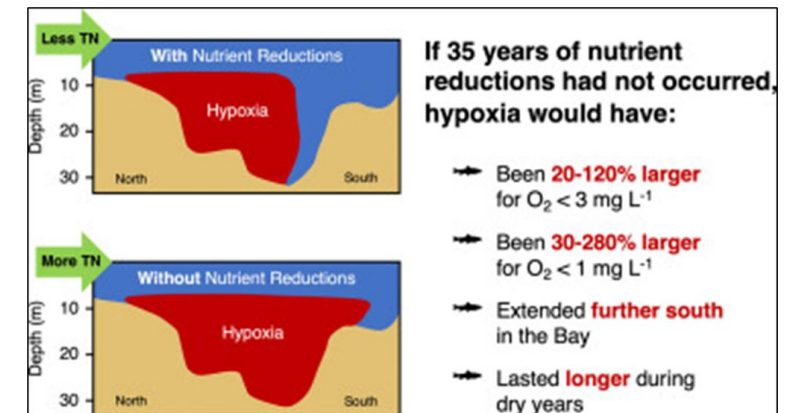 Less TN
With Nutrient Reductions
Depth (m)
10
20
30
Hypoxia
North
South
More TN
Without Nutrient Reductions
Depth (m)
10
20
30
Hypoxia
North
South
If 35 years of nutrient
reductions had not occurred,
hypoxia would have:
Been 20-120% larger
for O₂ < 3 mg L⁻¹
Been 30-280% larger
for O₂ < 1 mg L⁻¹
Extended further south
in the Bay
Lasted longer during
dry years